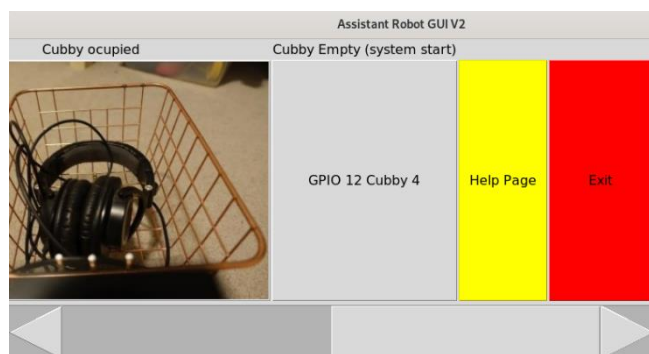 Assistant Robot GUI V2
Cubby ocupied
Cubby Empty (system start)
GPIO 12 Cubby 4
Help Page
Exit